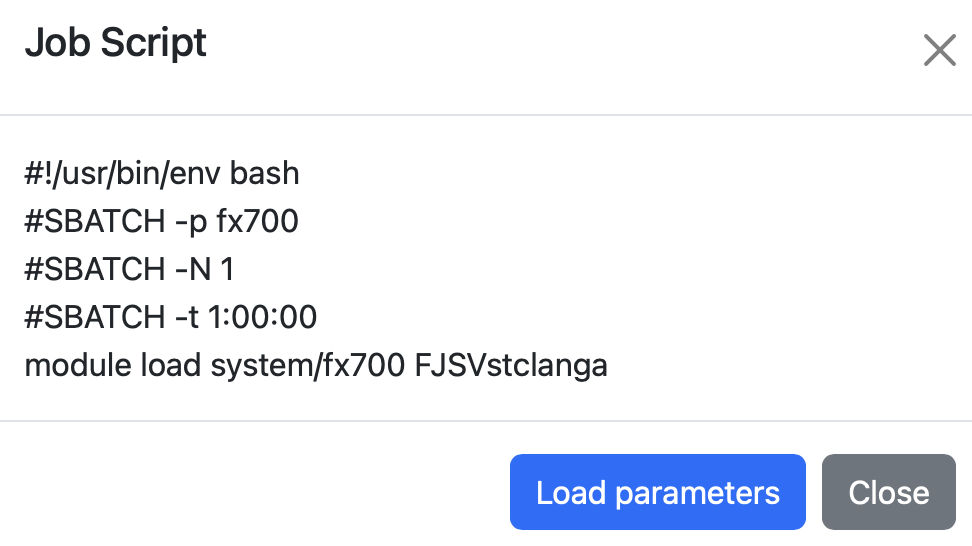 Job Script
#!/usr/bin/env bash
#SBATCH -p fx700
#SBATCH -N 1
#SBATCH -t 1:00:00
module load system/fx700 FJSVstclanga
Load parameters
Close